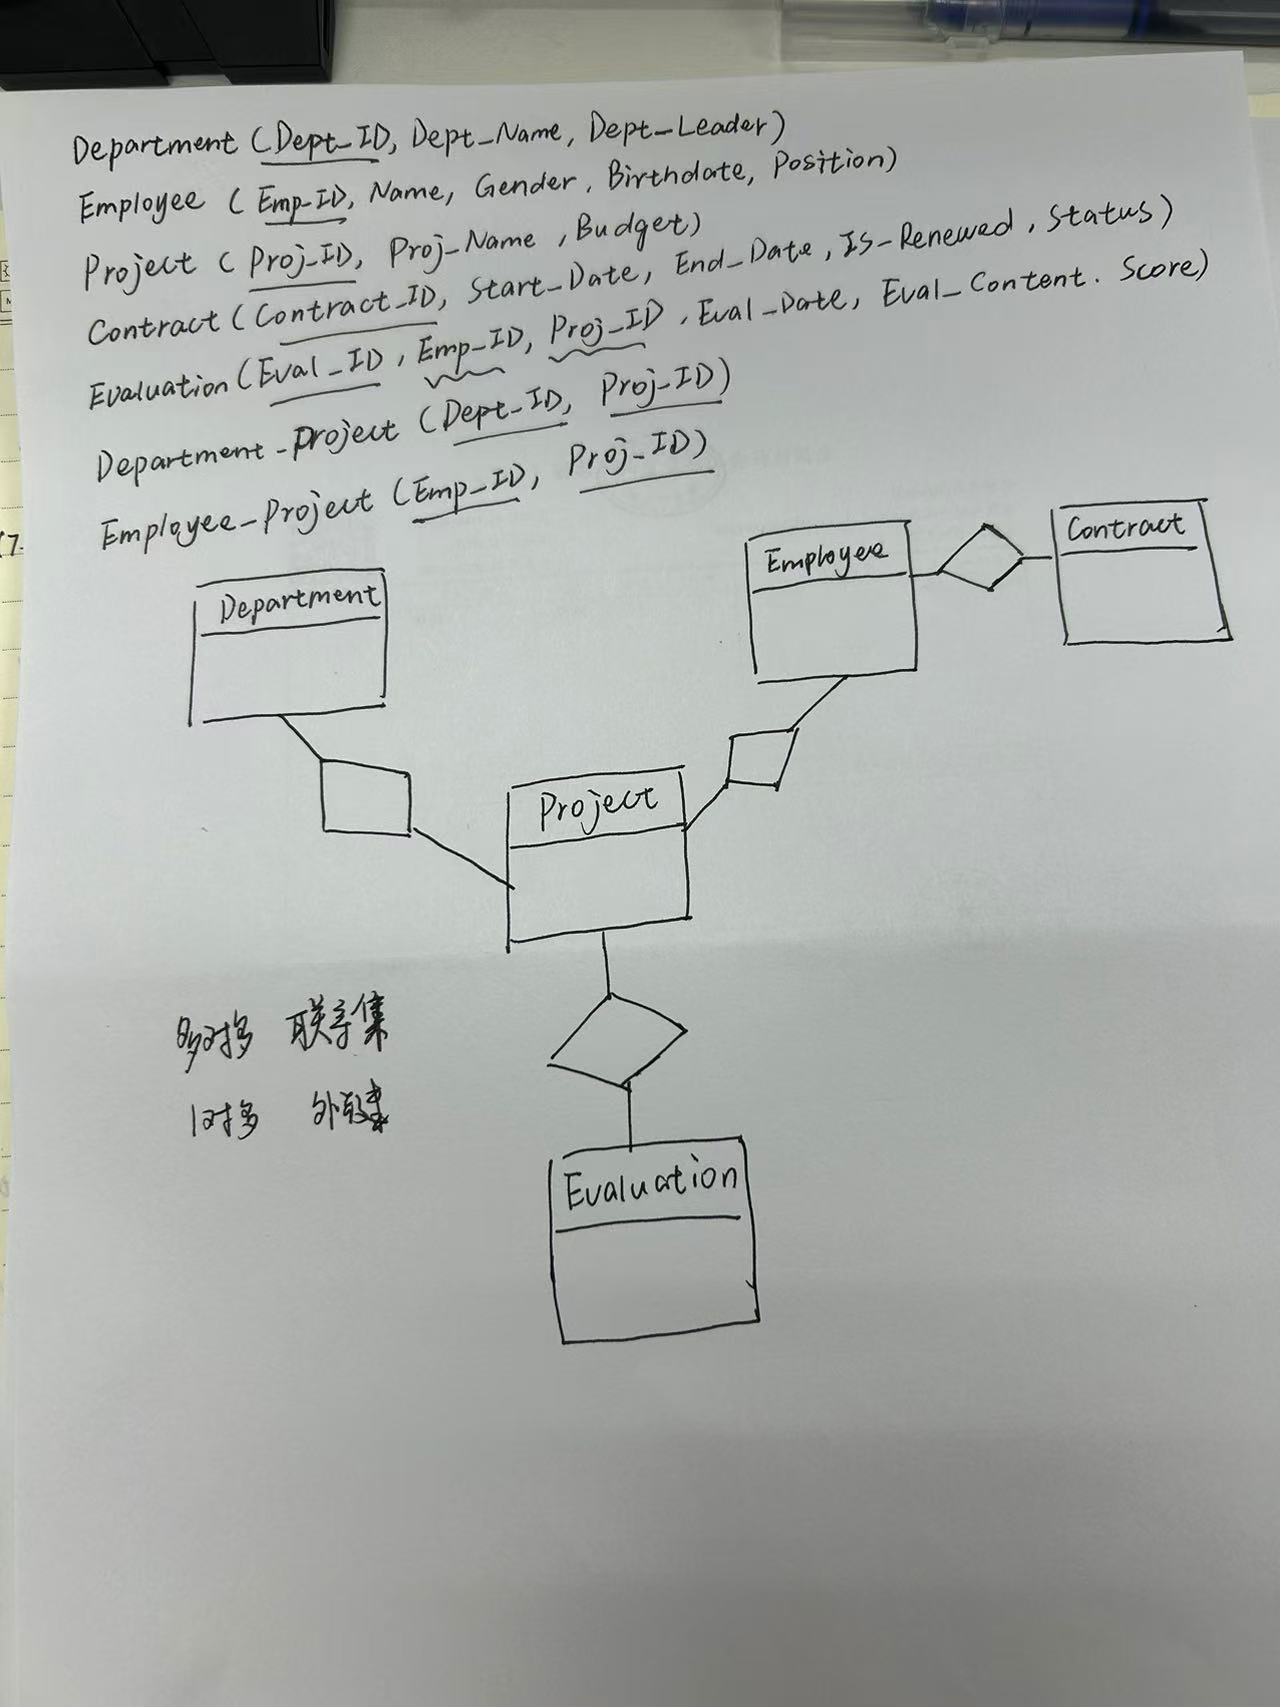 Department (Dept_ID, Dept_Name, Dept_Leader)
Employee (Emp_ID, Name, Gender, Birthdate, Position)
Project (Proj_ID, Proj_Name, Budget)
Contract (Contract_ID, Start_Date, End_Date, Is_Renewed, Status)
Evaluation (Eval_ID, Emp_ID, Proj_ID, Eval_Date, Eval_Content. Score)
Department_Project (Dept_ID, Proj_ID)
Employee_Project (Emp_ID, Proj_ID)
Department
Employee
Contract
Project
多对多 联系集
1对多 外键
Evaluation